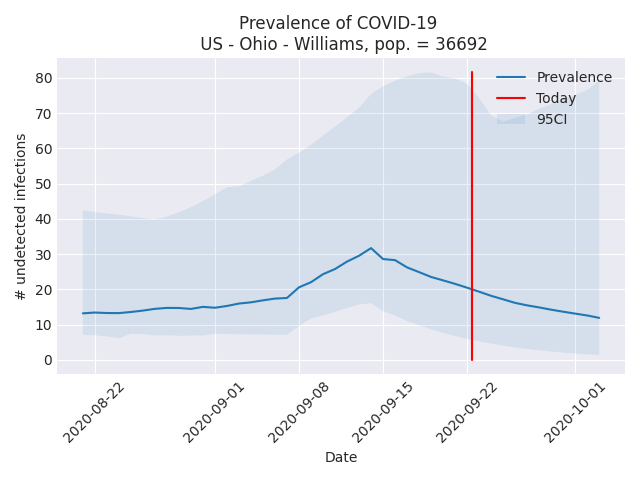 Prevalence of COVID-19
US - Ohio - Williams, pop. = 36692
Prevalence
Today
95CI
# undetected infections
80
70
60
50
40
30
20
10
0
2020-08-22
2020-09-01
2020-09-08
2020-09-15
2020-09-22
2020-10-01
Date